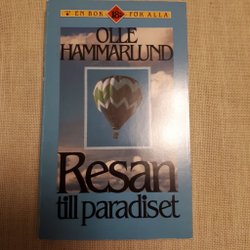 EN BOK FÖR ALLA
OLLE
HAMMARLUND
Resan
till paradiset